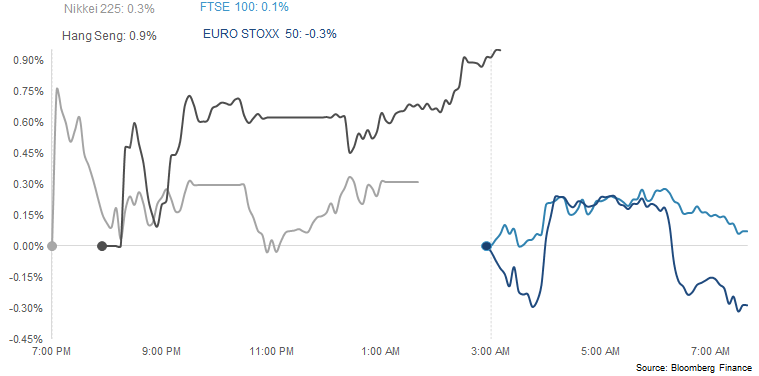 Nikkei 225: 0.3%
FTSE 100: 0.1%
Hang Seng: 0.9%
EURO STOXX 50: -0.3%
0.90%
0.75%
0.60%
0.45%
0.30%
0.15%
0.00%
-0.15%
-0.30%
-0.45%
7:00 PM
9:00 PM
11:00 PM
1:00 AM
3:00 AM
5:00 AM
7:00 AM
Source: Bloomberg Finance